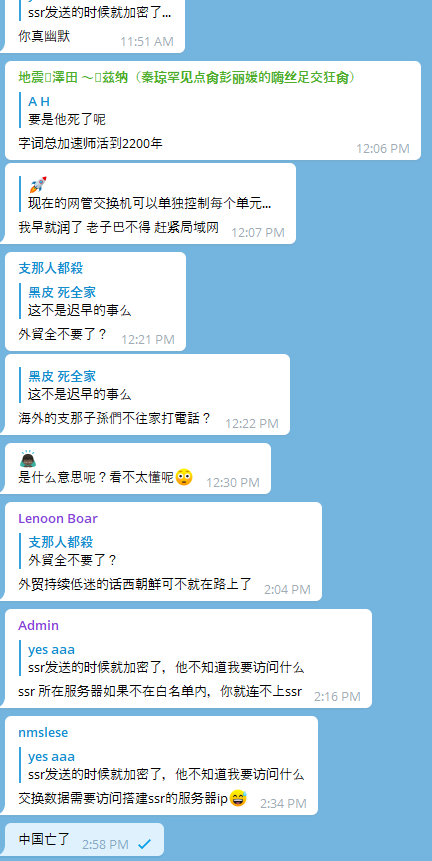 ssr发送的时候就加密了...
你真幽默
11:51 AM
地震澤田 ～兹纳（秦琼罕见点肏彭丽媛的嗨丝足交狂肏）
A H
要是他死了呢
字词总加速师活到2200年
12:06 PM
🚀
现在的网管交换机可以单独控制每个单元...
我早就润了 老子巴不得 赶紧局域网
12:07 PM
支那人都殺
黑皮 死全家
这不是迟早的事么
外貿全不要了？
12:21 PM
黑皮 死全家
这不是迟早的事么
海外的支那子孫們不往家打電話？
12:22 PM
是什么意思呢？看不太懂呢🙄
12:30 PM
Lenoon Boar
支那人都殺
外貿全不要了？
外贸持续低迷的话西朝鲜可不就在路上了
2:04 PM
Admin
yes aaa
ssr发送的时候就加密了，他不知道我要访问什么
ssr 所在服务器如果不在白名单内，你就连不上ssr
2:16 PM
nmslese
yes aaa
ssr发送的时候就加密了，他不知道我要访问什么
交换数据需要访问搭建ssr的服务器ip😅
2:34 PM
中国亡了
2:58 PM